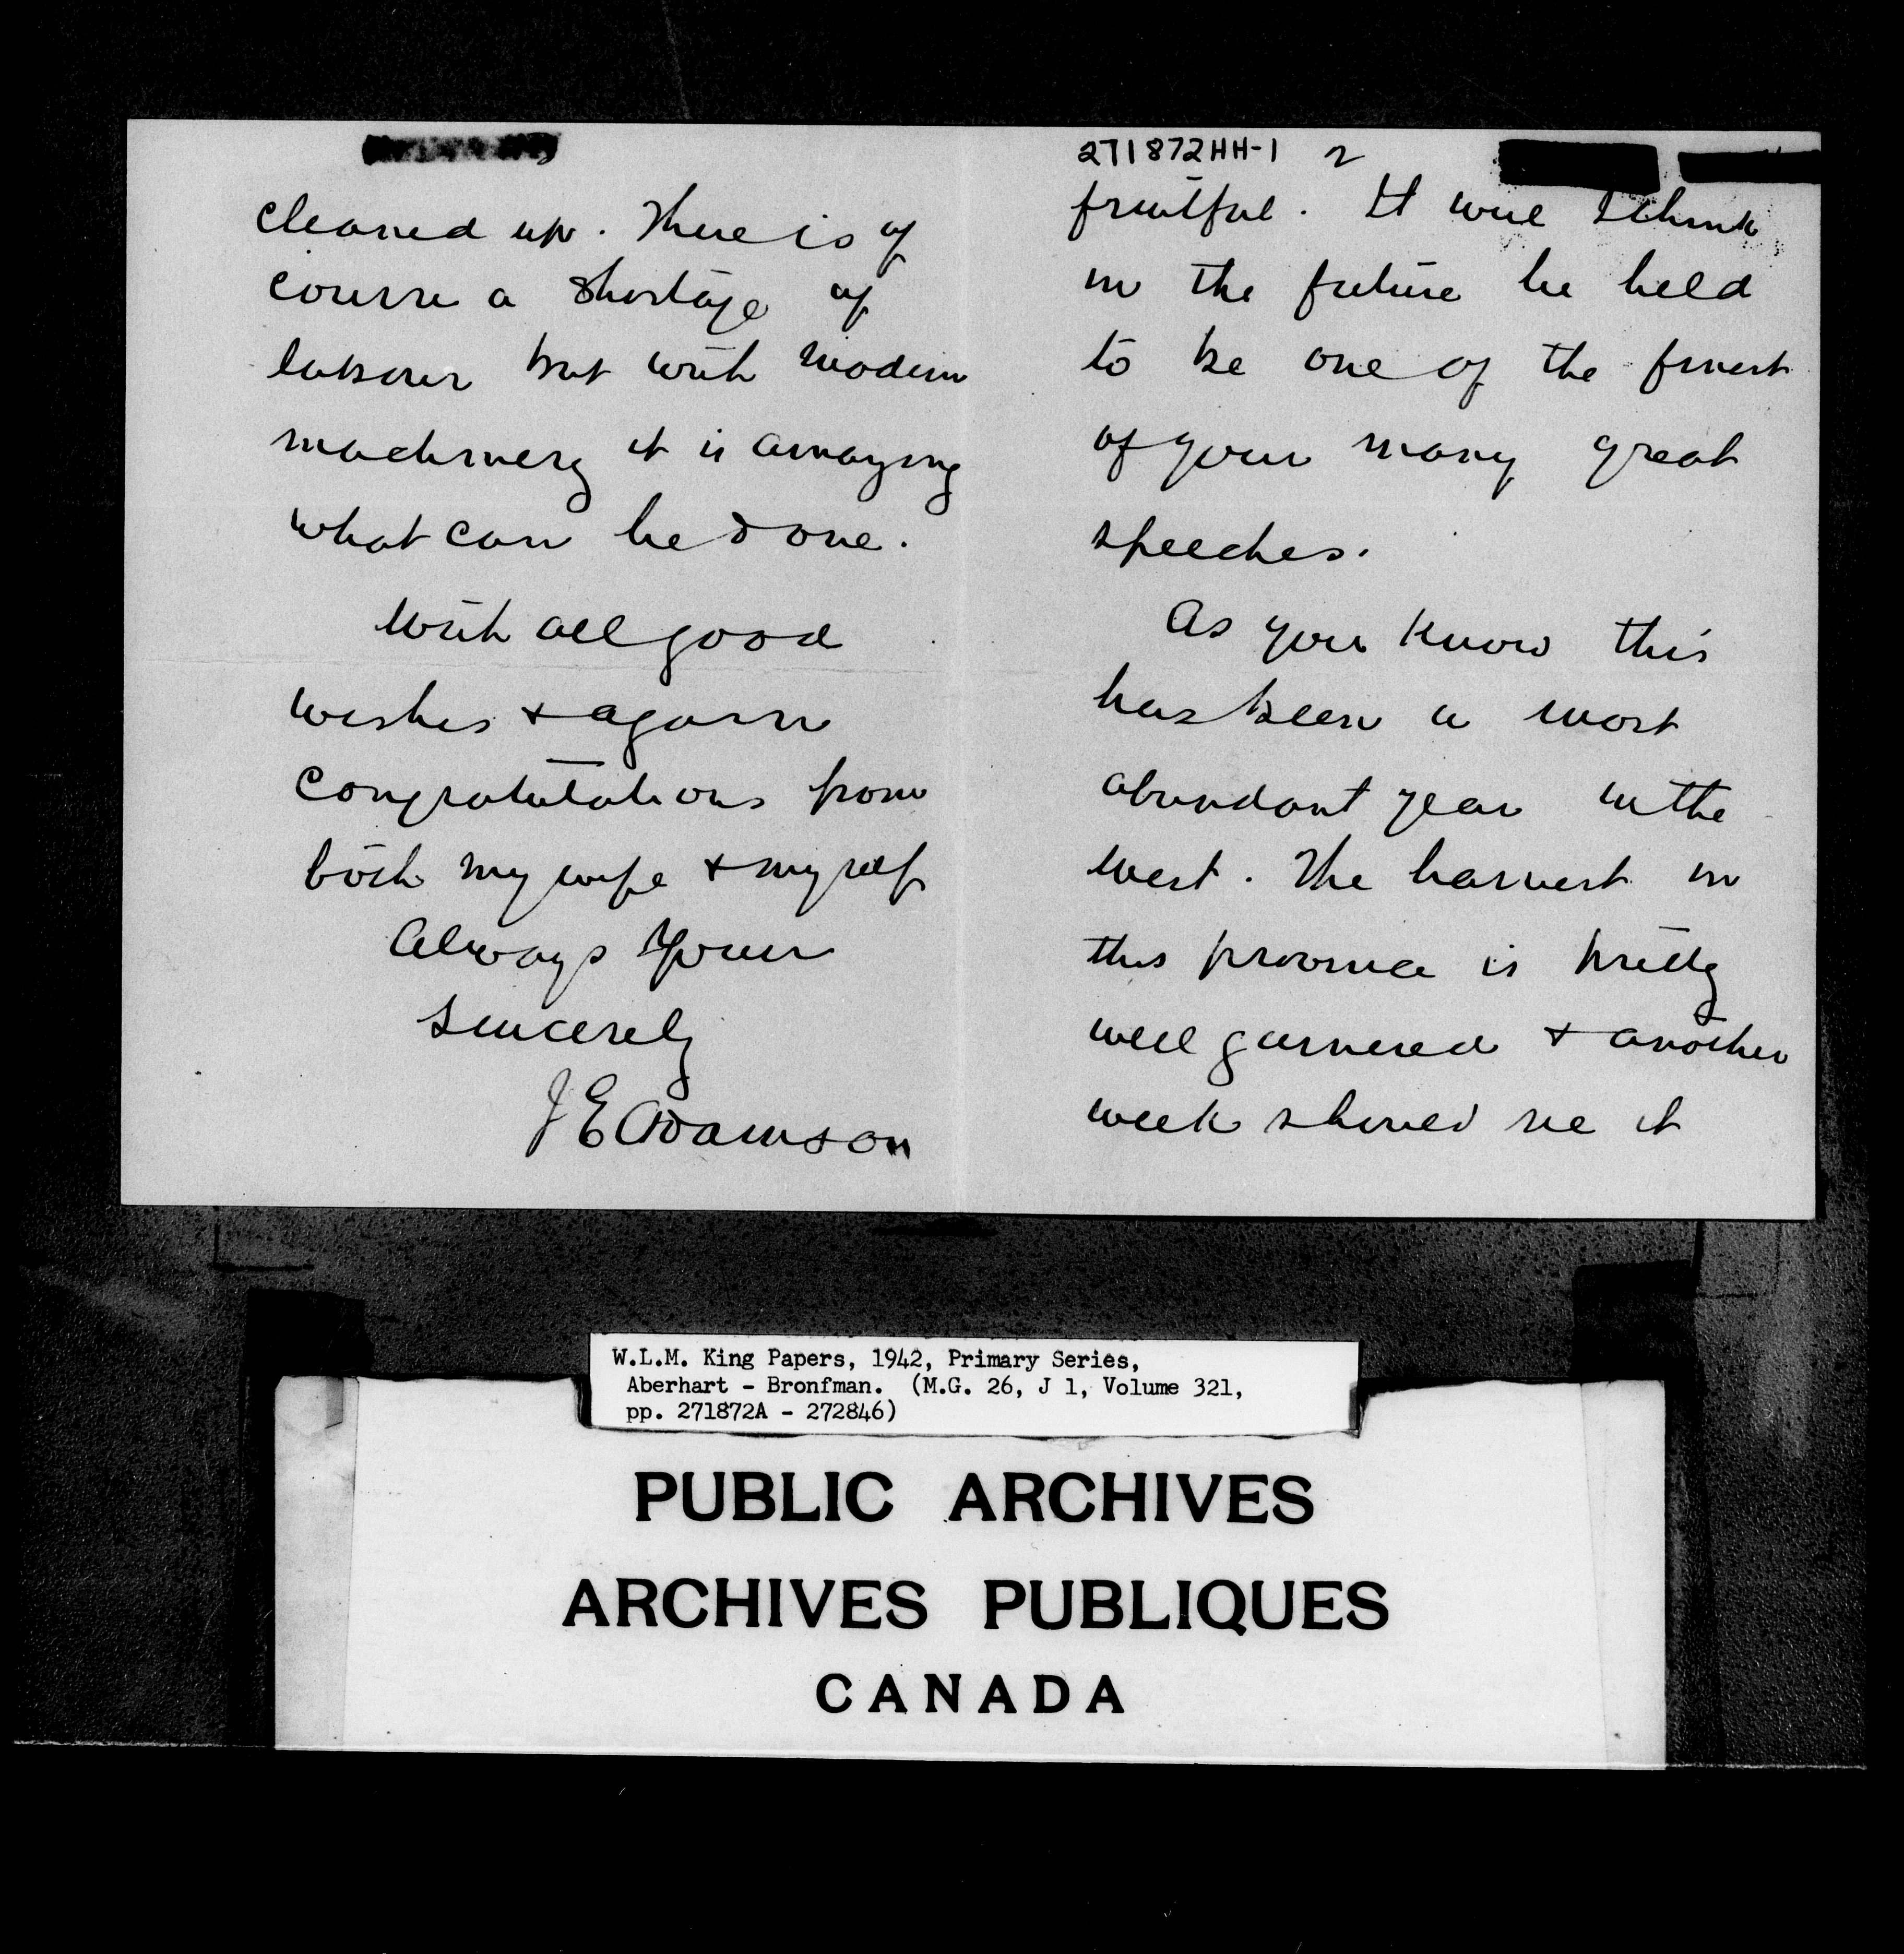 271872HH-1 2
fruitful. It will I think
in the future be held
to be one of the finest
of your many great
speeches.
As you know this
has been a most
abundant year in the
west. The harvest in
this province is pretty
well garnered + another
week should see it
cleaned up. There is of
course a shortage of
labour but with modern
machinery it is amazing
what can be done.
With all good
wishes + again
congratulations from
both my wife + myself
Always Your
Sincerely
J E Adamson
W.L.M. King Papers, 1942, Primary Series,
Aberhart - Bronfman. (M.G. 26, J 1, Volume 321,
pp. 271872A - 272846)
PUBLIC ARCHIVES
ARCHIVES PUBLIQUES
CANADA